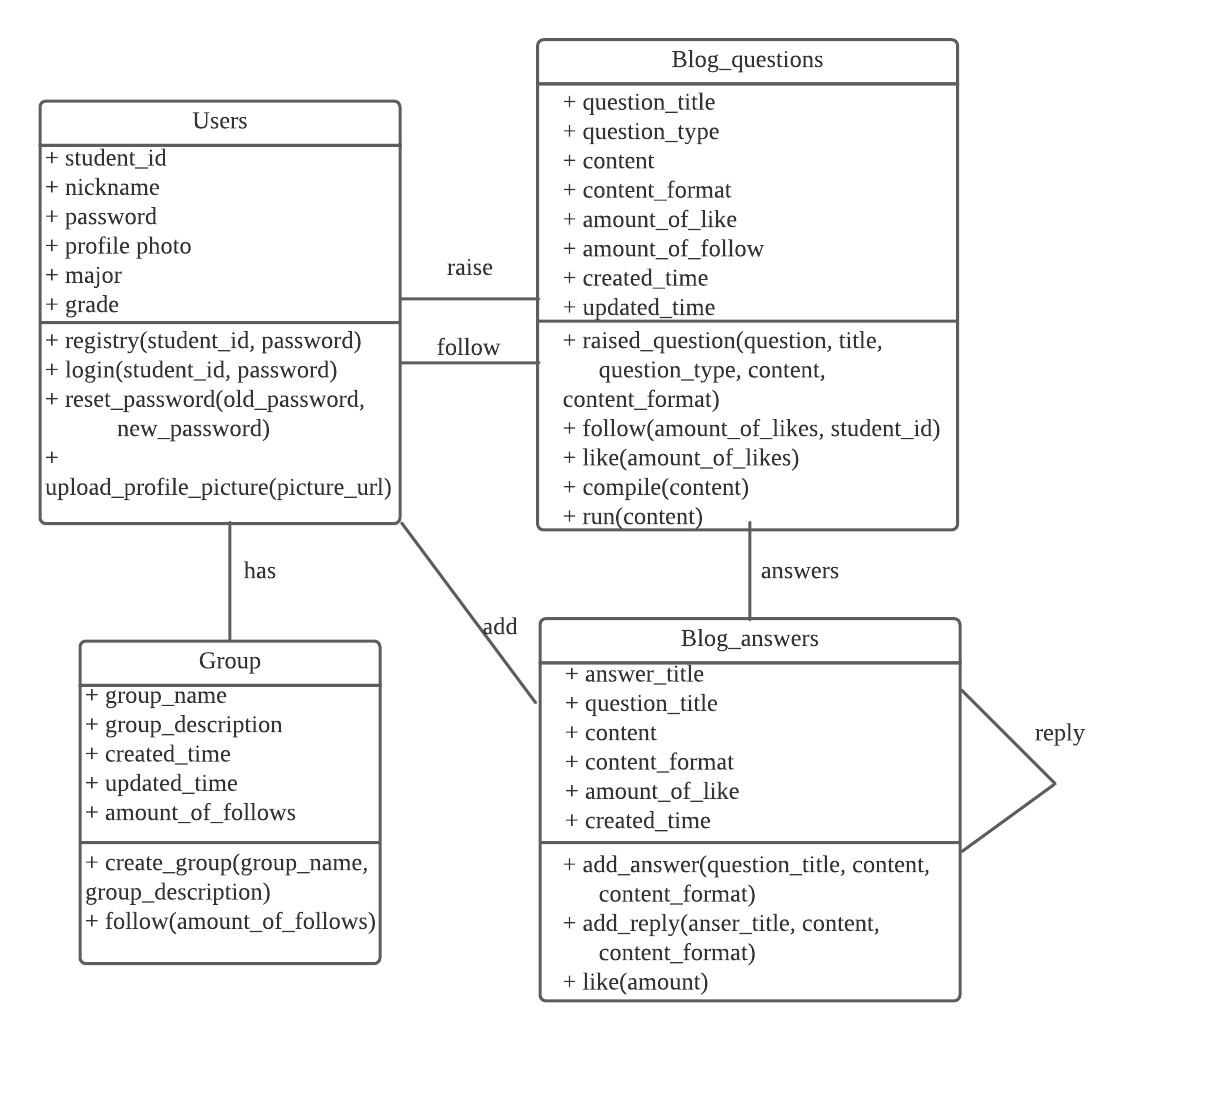 Users
+ student_id
+ nickname
+ password
+ profile photo
+ major
+ grade
+ registry(student_id, password)
+ login(student_id, password)
+ reset_password(old_password,
new_password)
+
upload_profile_picture(picture_url)
raise
follow
Blog_questions
+ question_title
+ question_type
+ content
+ content_format
+ amount_of_like
+ amount_of_follow
+ created_time
+ updated_time
+ raised_question(question, title,
question_type, content,
content_format)
+ follow(amount_of_likes, student_id)
+ like(amount_of_likes)
+ compile(content)
+ run(content)
has
add
answers
Group
+ group_name
+ group_description
+ created_time
+ updated_time
+ amount_of_follows
+ create_group(group_name,
group_description)
+ follow(amount_of_follows)
Blog_answers
+ answer_title
+ question_title
+ content
+ content_format
+ amount_of_like
+ created_time
+ add_answer(question_title, content,
content_format)
+ add_reply(anser_title, content,
content_format)
+ like(amount)
reply